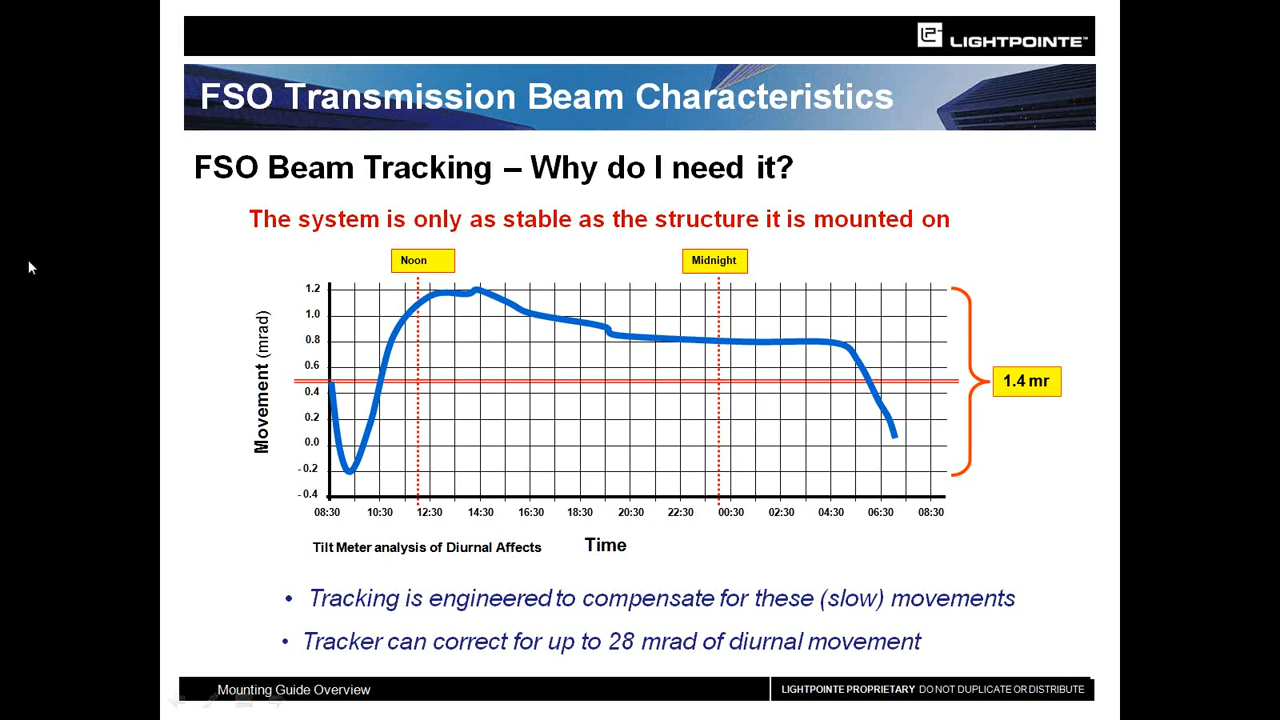 LIGHTPOINTE™
FSO Transmission Beam Characteristics
FSO Beam Tracking – Why do I need it?
The system is only as stable as the structure it is mounted on
Noon
Midnight
1.2
1.0
0.8
0.6
0.4
0.2
0.0
-0.2
-0.4
Movement (mrad)
1.4 mr
08:30 10:30 12:30 14:30 16:30 18:30 20:30 22:30 00:30 02:30 04:30 06:30 08:30
Tilt Meter analysis of Diurnal Affects
Time
• Tracking is engineered to compensate for these (slow) movements
• Tracker can correct for up to 28 mrad of diurnal movement
Mounting Guide Overview
LIGHTPOINTE PROPRIETARY DO NOT DUPLICATE OR DISTRIBUTE